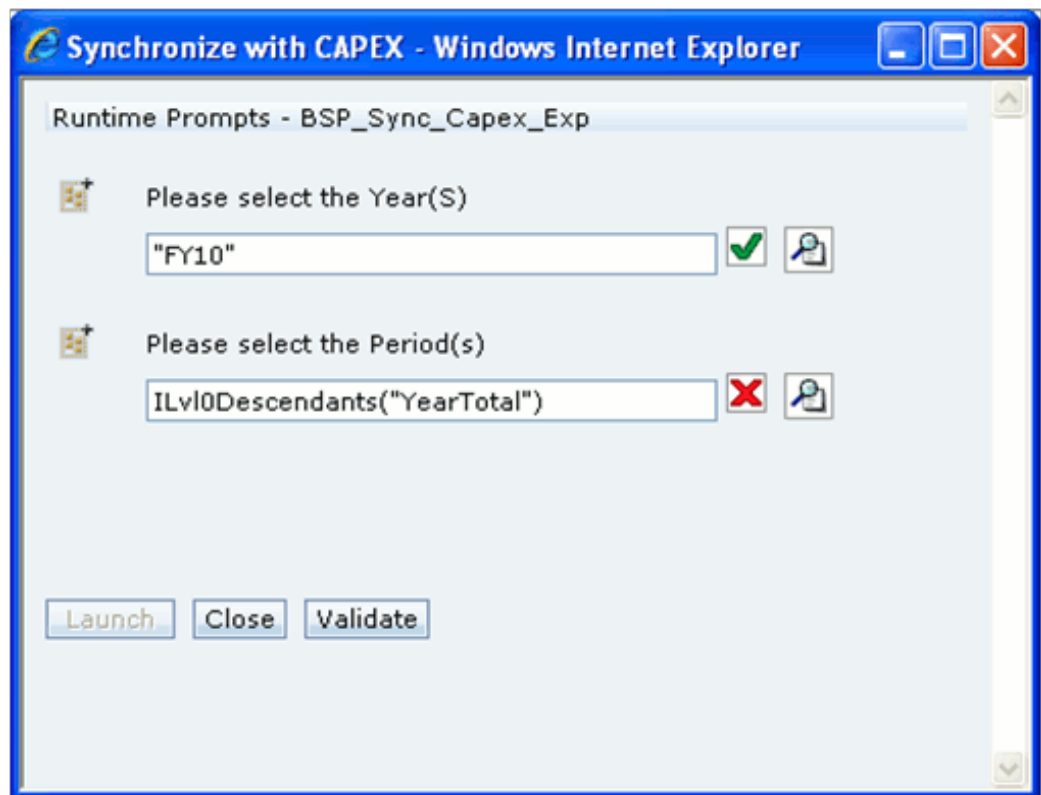 Synchronize with CAPEX - Windows Internet Explorer
Runtime Prompts - BSP_Sync_Capex_Exp
Please select the Year(S)
"FY10"
Please select the Period(s)
ILvl0Descendants("YearTotal")
Launch Close Validate